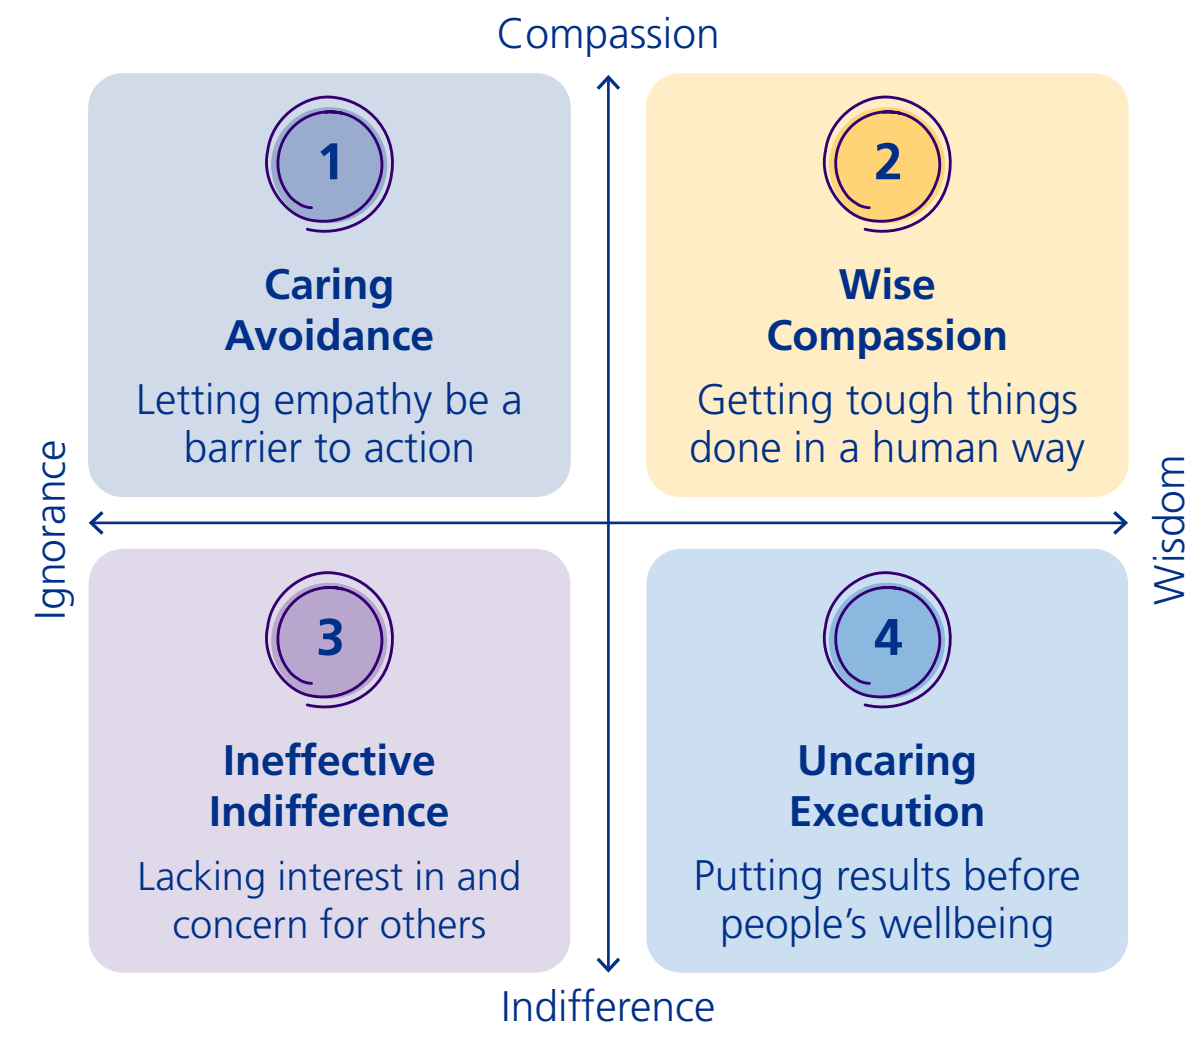 Compassion
1
Caring
Avoidance
Letting empathy be a
barrier to action
2
Wise
Compassion
Getting tough things
done in a human way
Ignorance
Wisdom
3
Ineffective
Indifference
Lacking interest in and
concern for others
4
Uncaring
Execution
Putting results before
people’s wellbeing
Indifference